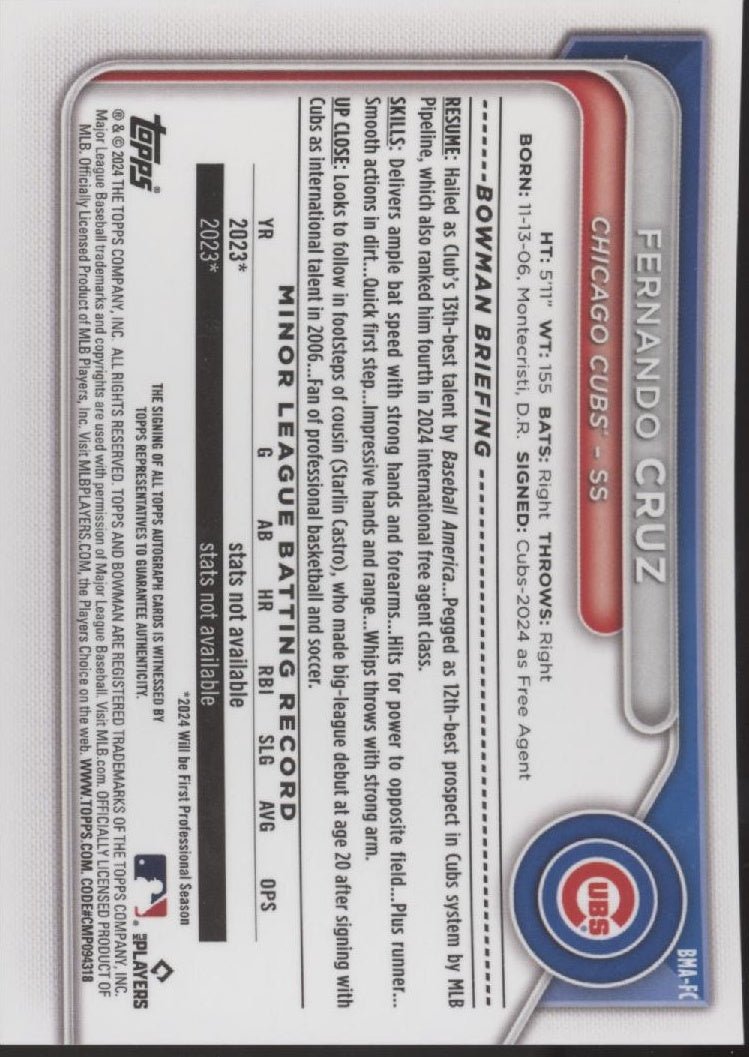 BMA-FC
FERNANDO CRUZ
CHICAGO CUBS® - SS
CUBS®
HT: 5'11" WT: 155 BATS: Right THROWS: Right
BORN: 11-13-06, Montecristi, D.R. SIGNED: Cubs-2024 as Free Agent
BOWMAN BRIEFING
RESUME: Hailed as Club's 13th-best talent by Baseball America...Pegged as 12th-best prospect in Cubs system by MLB
Pipeline, which also ranked him fourth in 2024 international free agent class.
SKILLS: Delivers ample bat speed with strong hands and forearms...Hits for power to opposite field...Plus runner...
Smooth actions in dirt...Quick first step...Impressive hands and range...Whips throws with strong arm.
UP CLOSE: Looks to follow in footsteps of cousin (Starlin Castro), who made big-league debut at age 20 after signing with
Cubs as international talent in 2006...Fan of professional basketball and soccer.
MINOR LEAGUE BATTING RECORD
YR G AB HR RBI SLG AVG OPS
2023* stats not available
2023* stats not available
*2024 Will be First Professional Season
topps®
THE SIGNING OF ALL TOPPS AUTOGRAPH CARDS IS WITNESSED BY
TOPPS REPRESENTATIVES TO GUARANTEE AUTHENTICITY.
MLB PLAYERS
® & © 2024 THE TOPPS COMPANY, INC. ALL RIGHTS RESERVED. TOPPS AND BOWMAN ARE REGISTERED TRADEMARKS OF THE TOPPS COMPANY, INC.
Major League Baseball trademarks and copyrights are used with permission of Major League Baseball. Visit MLB.com. OFFICIALLY LICENSED PRODUCT OF
MLB. Officially Licensed Product of MLB Players, Inc. Visit MLBPLAYERS.COM, the Players Choice on the web. WWW.TOPPS.COM. CODE#CMP094318